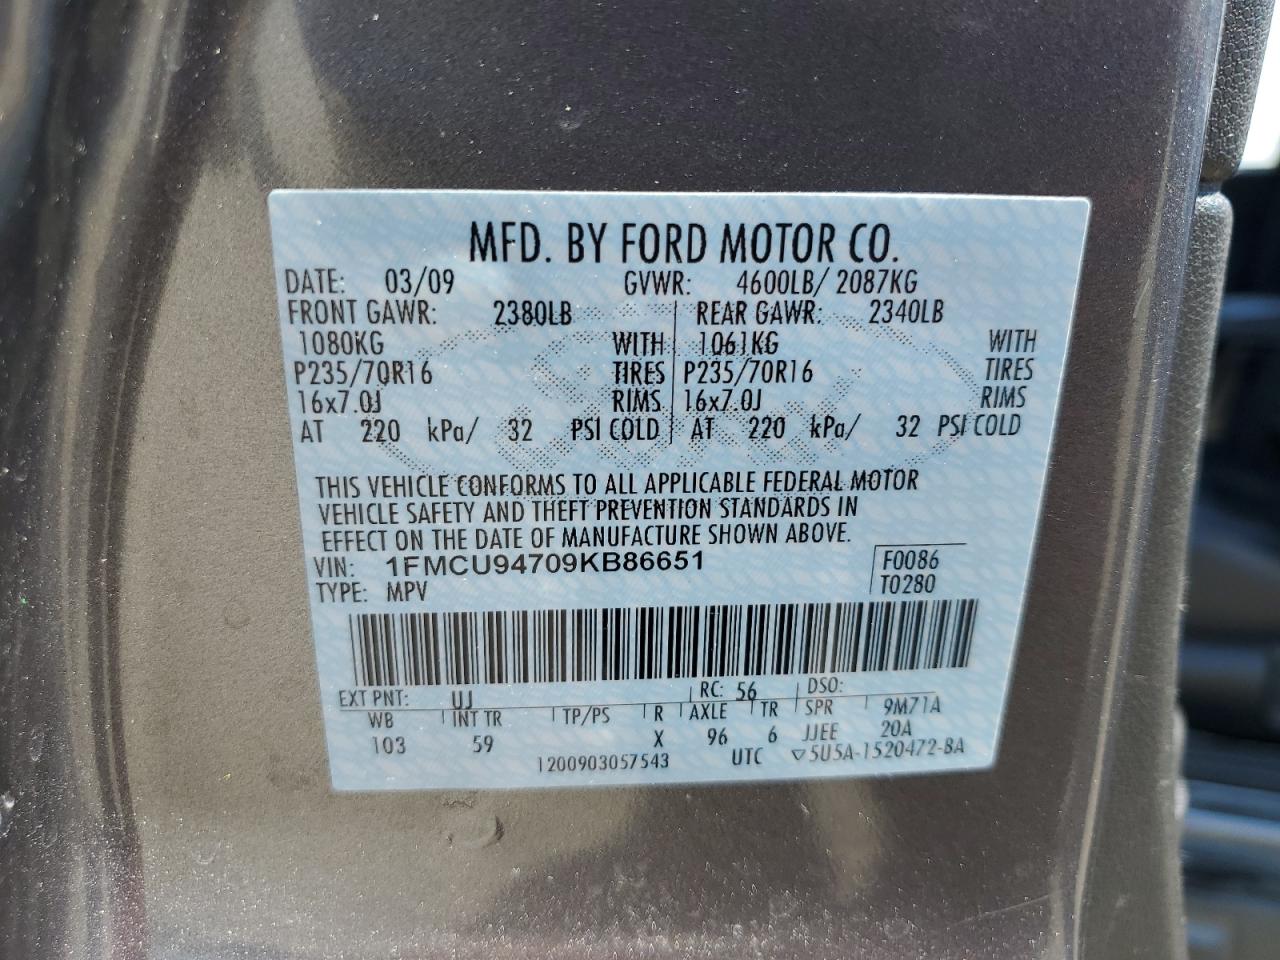 MFD. BY FORD MOTOR CO.
DATE: 03/09 GVWR: 4600LB/ 2087KG
FRONT GAWR: 2380LB REAR GAWR: 2340LB
1080KG WITH 1061KG WITH
P235/70R16 TIRES P235/70R16 TIRES
16x7.0J RIMS 16x7.0J RIMS
AT 220 kPa/ 32 PSI COLD AT 220 kPa/ 32 PSI COLD
THIS VEHICLE CONFORMS TO ALL APPLICABLE FEDERAL MOTOR
VEHICLE SAFETY AND THEFT PREVENTION STANDARDS IN
EFFECT ON THE DATE OF MANUFACTURE SHOWN ABOVE.
VIN: 1FMCU94709KB86651 F0086
TYPE: MPV T0280
EXT PNT: UJ RC: 56 DSO:
WB INT TR TP/PS R AXLE TR SPR 9M71A
103 59 X 96 6 JJEE 20A
1200903057543 UTC ▽5U5A-1520472-BA